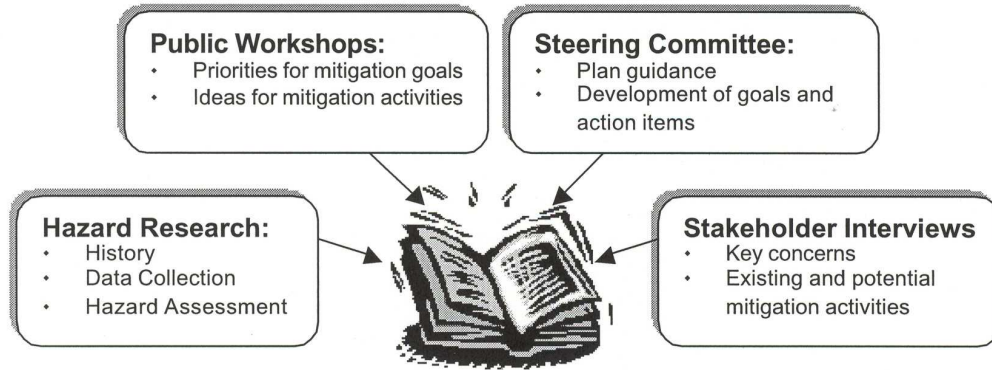 Public Workshops:
· Priorities for mitigation goals
· Ideas for mitigation activities
Steering Committee:
· Plan guidance
· Development of goals and
action items
Hazard Research:
· History
· Data Collection
· Hazard Assessment
Stakeholder Interviews
· Key concerns
· Existing and potential
mitigation activities